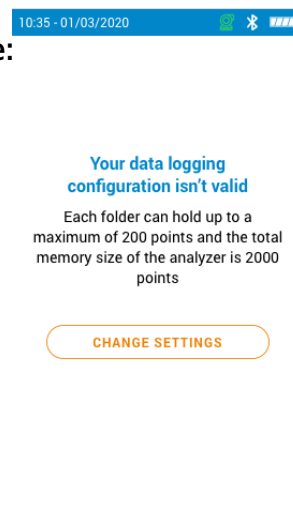 10:35 - 01/03/2020
e:
Your data logging
configuration isn't valid
Each folder can hold up to a
maximum of 200 points and the total
memory size of the analyzer is 2000
points
CHANGE SETTINGS